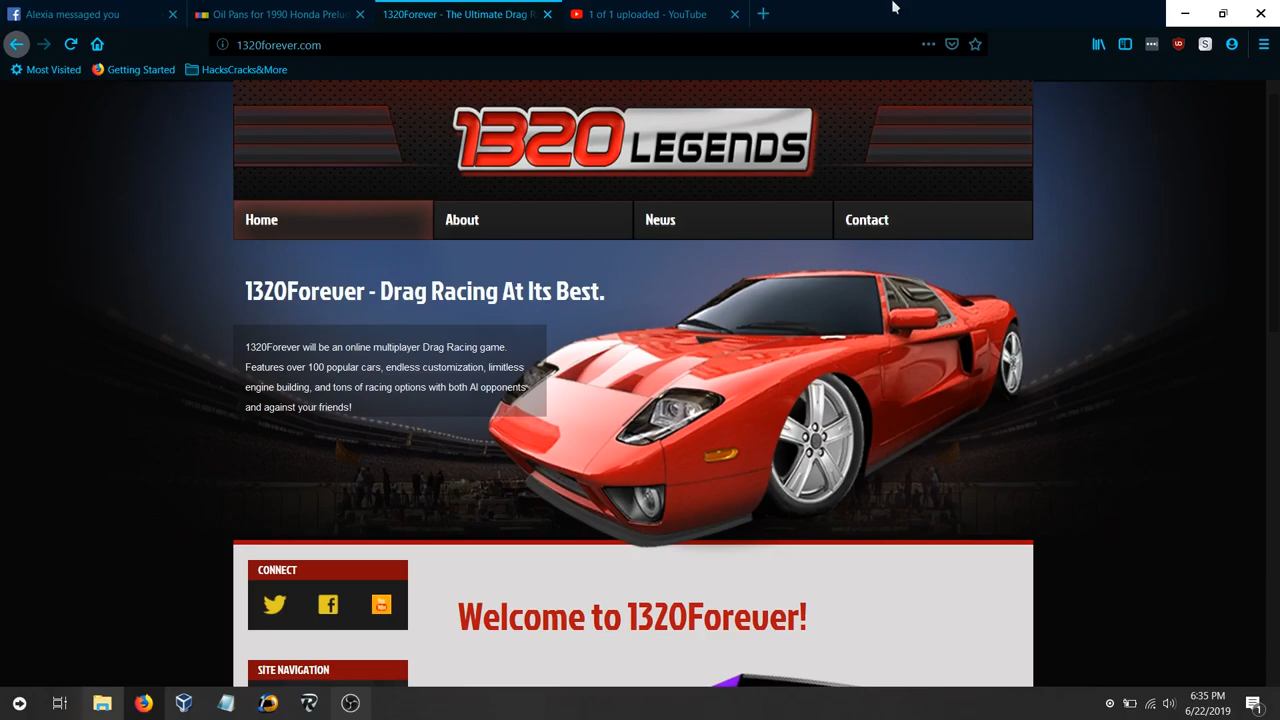 Alexia messaged you
Oil Pans for 1990 Honda Prelud
1320Forever - The Ultimate Drag R
1 of 1 uploaded - YouTube
1320forever.com
Most Visited
Getting Started
HacksCracks&More
1320 LEGENDS
Home
About
News
Contact
1320Forever - Drag Racing At Its Best.
1320Forever will be an online multiplayer Drag Racing game.
Features over 100 popular cars, endless customization, limitless
engine building, and tons of racing options with both AI opponents
and against your friends!
CONNECT
Welcome to 1320Forever!
SITE NAVIGATION
6:35 PM
6/22/2019